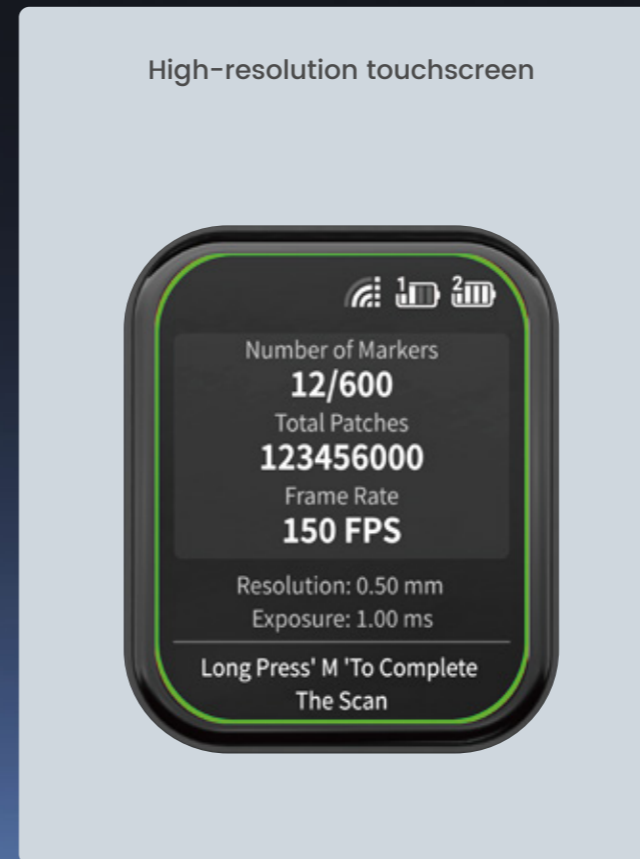 High-resolution touchscreen
1 2
Number of Markers
12/600
Total Patches
123456000
Frame Rate
150 FPS
Resolution: 0.50 mm
Exposure: 1.00 ms
Long Press' M 'To Complete
The Scan